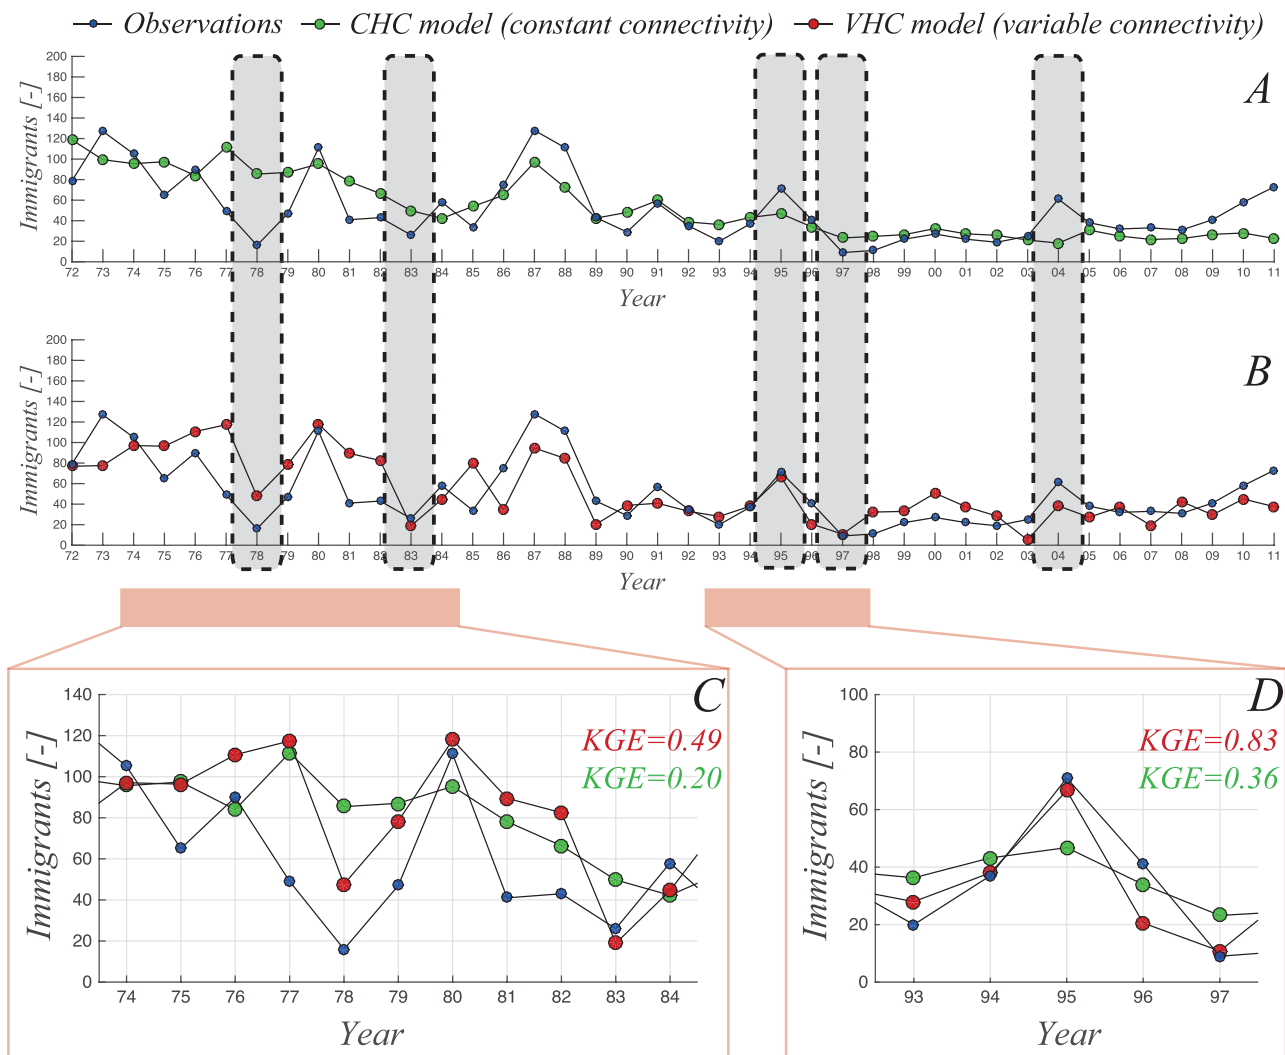 Observations CHC model (constant connectivity) VHC model (variable connectivity)
A
Immigrants [-]
200
180
160
140
120
100
80
60
40
20
0
72 73 74 75 76 77 78 79 80 81 82 83 84 85 86 87 88 89 90 91 92 93 94 95 96 97 98 99 00 01 02 03 04 05 06 07 08 09 10 11
Year
B
Immigrants [-]
200
180
160
140
120
100
80
60
40
20
0
72 73 74 75 76 77 78 79 80 81 82 83 84 85 86 87 88 89 90 91 92 93 94 95 96 97 98 99 00 01 02 03 04 05 06 07 08 09 10 11
Year
C
KGE=0.49
KGE=0.20
Immigrants [-]
140
120
100
80
60
40
20
0
74 75 76 77 78 79 80 81 82 83 84
Year
D
KGE=0.83
KGE=0.36
Immigrants [-]
100
80
60
40
20
0
93 94 95 96 97
Year